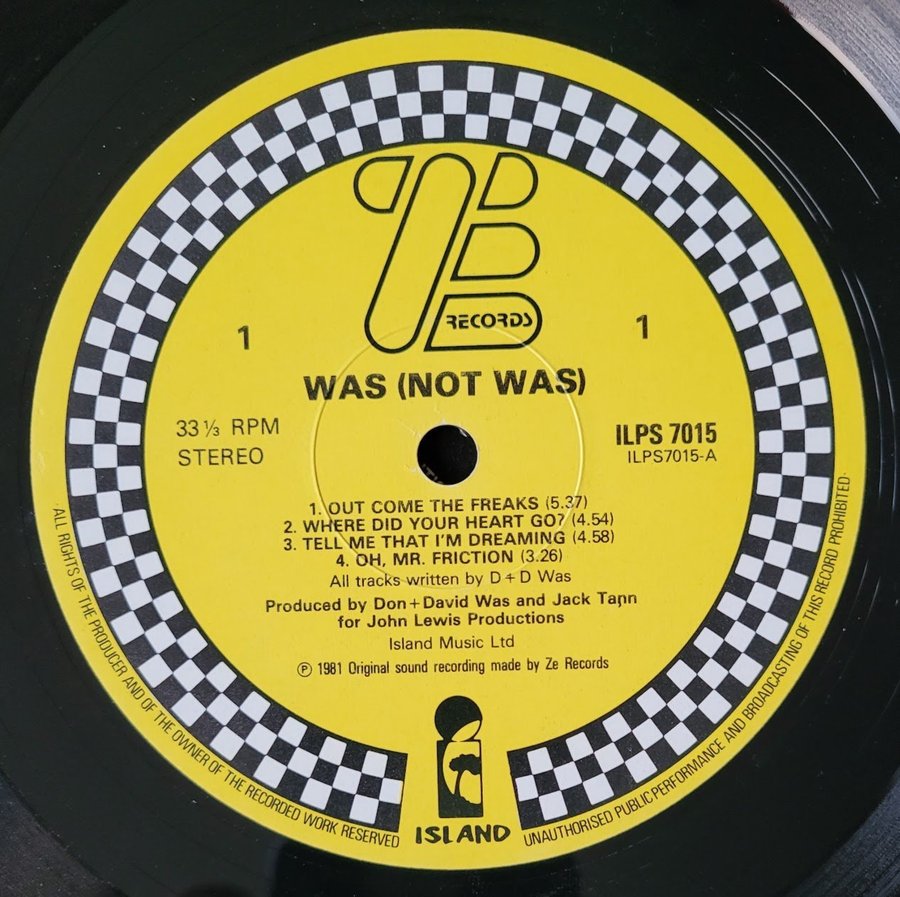 ZE
RECORDS
1
1
WAS (NOT WAS)
33⅓ RPM
STEREO
ILPS 7015
ILPS7015-A
1. OUT COME THE FREAKS (5.37)
2. WHERE DID YOUR HEART GO? (4.54)
3. TELL ME THAT I'M DREAMING (4.58)
4. OH, MR. FRICTION (3.26)
All tracks written by D+D Was
Produced by Don+David Was and Jack Tann
for John Lewis Productions
Island Music Ltd
℗ 1981 Original sound recording made by Ze Records
ISLAND
·ALL RIGHTS OF THE PRODUCER AND OF THE OWNER OF THE RECORDED WORK RESERVED
UNAUTHORISED PUBLIC PERFORMANCE AND BROADCASTING OF THIS RECORD PROHIBITED·